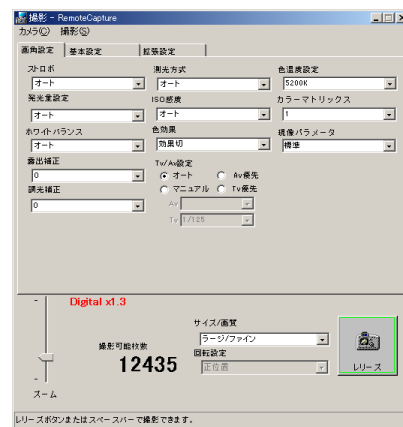 撮影 - RemoteCapture
カメラ(C) 撮影(S)
画角設定 基本設定 拡張設定
ストロボ 測光方式 色温度設定
オート オート 5200K
発光量設定 ISO感度 カラーマトリックス
オート 1
ホワイトバランス 色効果 現像パラメータ
オート 効果切 標準
露出補正 Tv/Av設定
0 オート Av優先
調光補正 マニュアル Tv優先
0 Av
Tv 1/125
Digital x1.3
サイズ/画質
ラージ/ファイン
撮影可能枚数
12435
回転設定
正位置
レリーズ
ズーム
レリーズボタンまたはスペースバーで撮影できます。